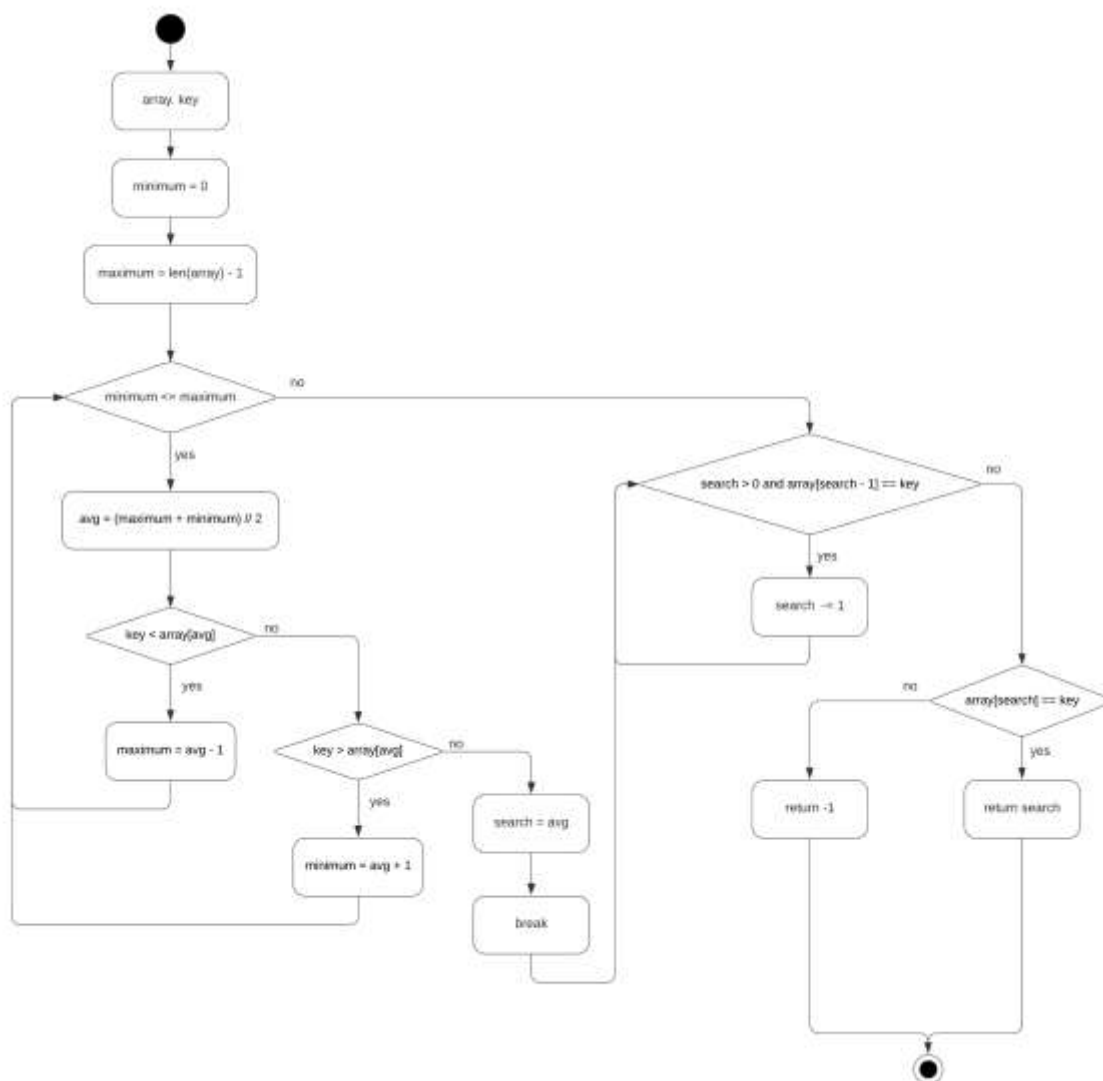 array. key
minimum = 0
maximum = len(array) - 1
minimum <= maximum
no
yes
avg = (maximum + minimum) // 2
key < array[avg]
no
yes
maximum = avg - 1
key > array[avg]
no
yes
minimum = avg + 1
search = avg
break
search > 0 and array[search - 1] == key
no
yes
search -= 1
array[search] == key
no
yes
return -1
return search